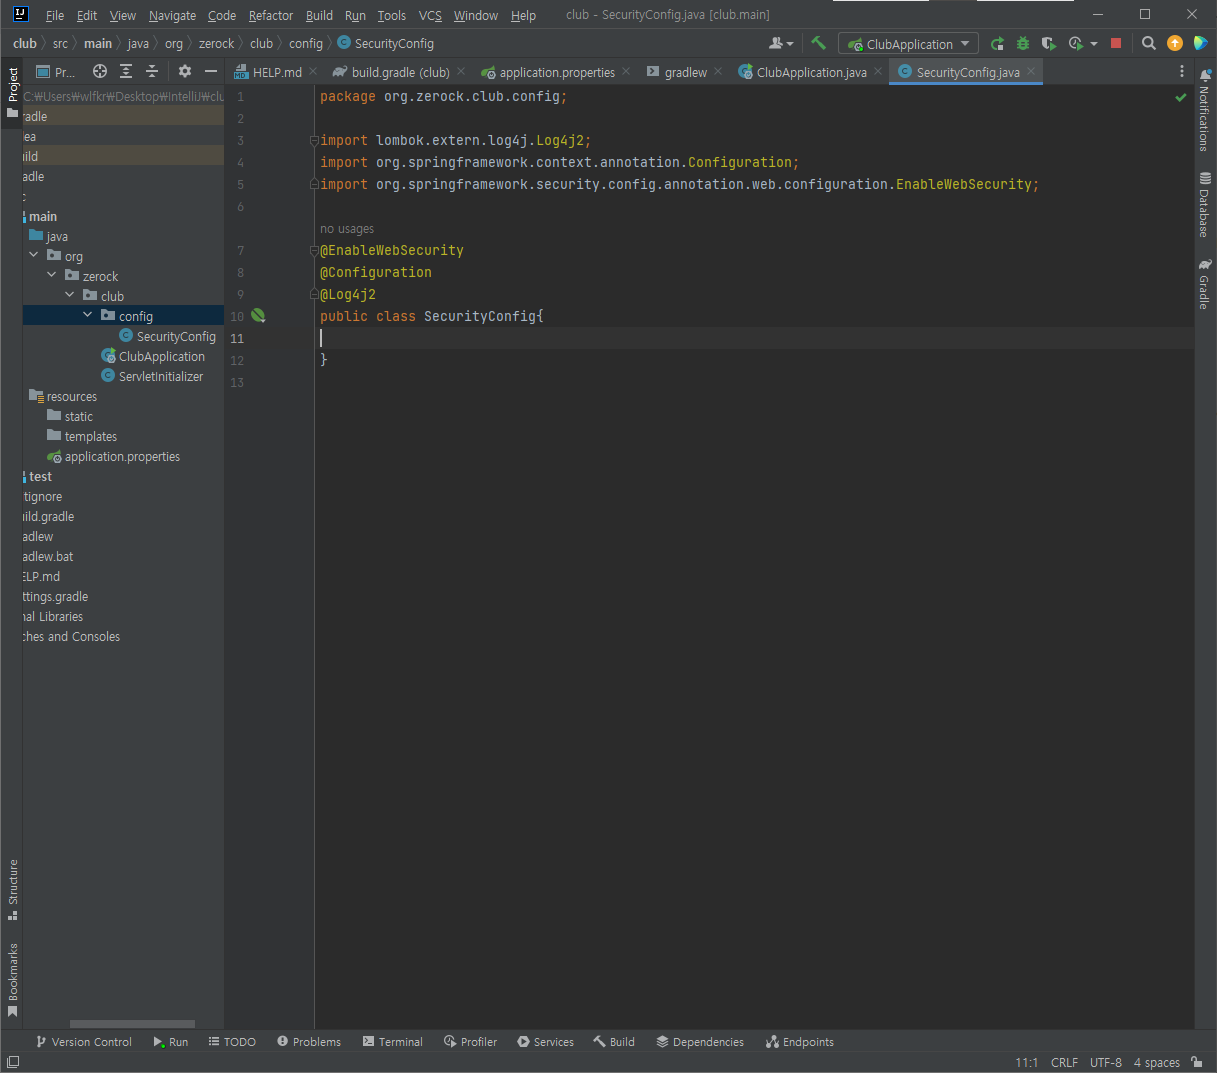 File Edit View Navigate Code Refactor Build Run Tools VCS Window Help club - SecurityConfig.java [club.main]
club src main java org zerock club config SecurityConfig ClubApplication
Project
Pr...
HELP.md build.gradle (club) application.properties gradlew ClubApplication.java SecurityConfig.java
C:₩Users₩wlfkr₩Desktop₩IntelliJ₩clu
radle
lea
uild
adle
main
java
org
zerock
club
config
SecurityConfig
ClubApplication
ServletInitializer
resources
static
templates
application.properties
test
itignore
uild.gradle
adlew
adlew.bat
ELP.md
ttings.gradle
nal Libraries
ches and Consoles
1 package org.zerock.club.config;
2
3 import lombok.extern.log4j.Log4j2;
4 import org.springframework.context.annotation.Configuration;
5 import org.springframework.security.config.annotation.web.configuration.EnableWebSecurity;
6
no usages
7 @EnableWebSecurity
8 @Configuration
9 @Log4j2
10 public class SecurityConfig{
11
12 }
13
Notifications
Database
Gradle
Structure
Bookmarks
Version Control Run TODO Problems Terminal Profiler Services Build Dependencies Endpoints
11:1 CRLF UTF-8 4 spaces